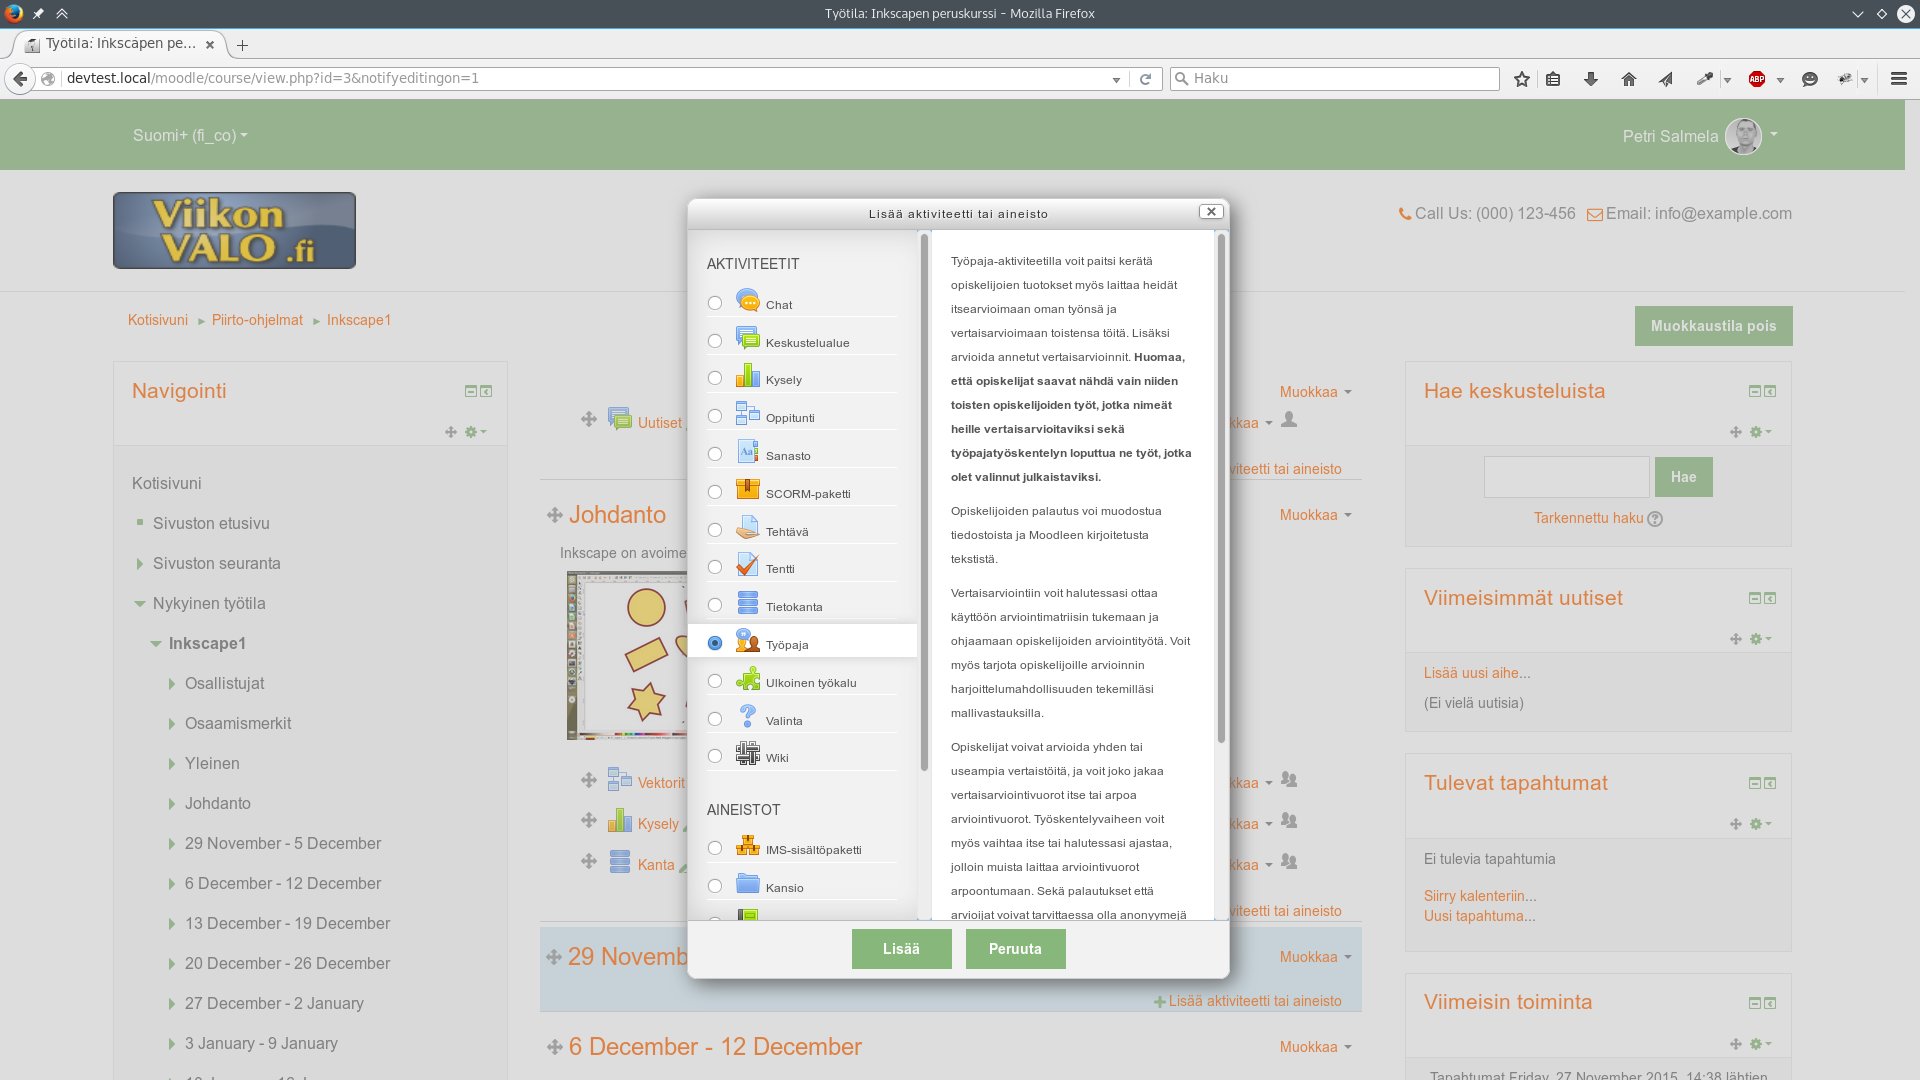 Työtila: Inkscapen peruskurssi – Mozilla Firefox
Työtila: Inkscapen pe...
devtest.local/moodle/course/view.php?id=3&notifyeditingon=1
Haku
ABP
Suomi+ (fi_co)
Petri Salmela
Viikon
VALO .fi
Call Us: (000) 123-456
Email: info@example.com
Kotisivuni
Piirto-ohjelmat
Inkscape1
Muokkaustila pois
Navigointi
Kotisivuni
Sivuston etusivu
Sivuston seuranta
Nykyinen työtila
Inkscape1
Osallistujat
Osaamismerkit
Yleinen
Johdanto
29 November - 5 December
6 December - 12 December
13 December - 19 December
20 December - 26 December
27 December - 2 January
3 January - 9 January
Muokkaa
Uutiset
kkaa
viteetti tai aineisto
Johdanto
Muokkaa
Inkscape on avoime
Vektorit
kkaa
Kysely
kkaa
Kanta
kkaa
viteetti tai aineisto
29 Novemb
Muokkaa
Lisää aktiviteetti tai aineisto
6 December - 12 December
Muokkaa
Lisää aktiviteetti tai aineisto
AKTIVITEETIT
Chat
Keskustelualue
Kysely
Oppitunti
Aa
Sanasto
SCORM-paketti
Tehtävä
Tentti
Tietokanta
Työpaja
Ulkoinen työkalu
Valinta
Wiki
AINEISTOT
IMS-sisältöpaketti
Kansio
Työpaja-aktiviteetilla voit paitsi kerätä
opiskelijoien tuotokset myös laittaa heidät
itsearvioimaan oman työnsä ja
vertaisarvioimaan toistensa töitä. Lisäksi
arvioida annetut vertaisarvioinnit. Huomaa,
että opiskelijat saavat nähdä vain niiden
toisten opiskelijoiden työt, jotka nimeät
heille vertaisarvioitaviksi sekä
työpajatyöskentelyn loputtua ne työt, jotka
olet valinnut julkaistaviksi.
Opiskelijoiden palautus voi muodostua
tiedostoista ja Moodleen kirjoitetusta
tekstistä.
Vertaisarviointiin voit halutessasi ottaa
käyttöön arviointimatriisin tukemaan ja
ohjaamaan opiskelijoiden arviointityötä. Voit
myös tarjota opiskelijoille arvioinnin
harjoittelumahdollisuuden tekemilläsi
mallivastauksilla.
Opiskelijat voivat arvioida yhden tai
useampia vertaistöitä, ja voit joko jakaa
vertaisarviointivuorot itse tai arpoa
arviointivuorot. Työskentelyvaiheen voit
myös vaihtaa itse tai halutessasi ajastaa,
jolloin muista laittaa arviointivuorot
arpoontumaan. Sekä palautukset että
arvioijat voivat tarvittaessa olla anonyymejä
Lisää
Peruuta
Hae keskusteluista
Hae
Tarkennettu haku
Viimeisimmät uutiset
Lisää uusi aihe...
(Ei vielä uutisia)
Tulevat tapahtumat
Ei tulevia tapahtumia
Siirry kalenteriin...
Uusi tapahtuma...
Viimeisin toiminta
Tapahtumat Friday, 27 November 2015, 14:38 lähtien